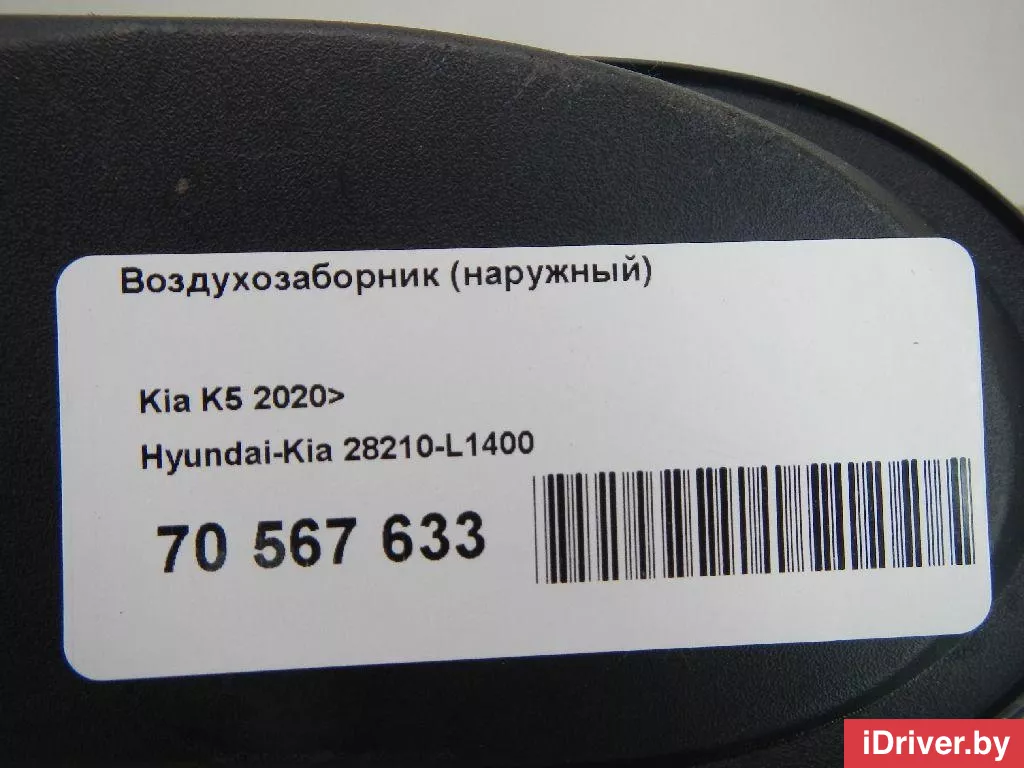 Воздухозаборник (наружный)
Kia K5 2020>
Hyundai-Kia 28210-L1400
70 567 633
iDriver.by